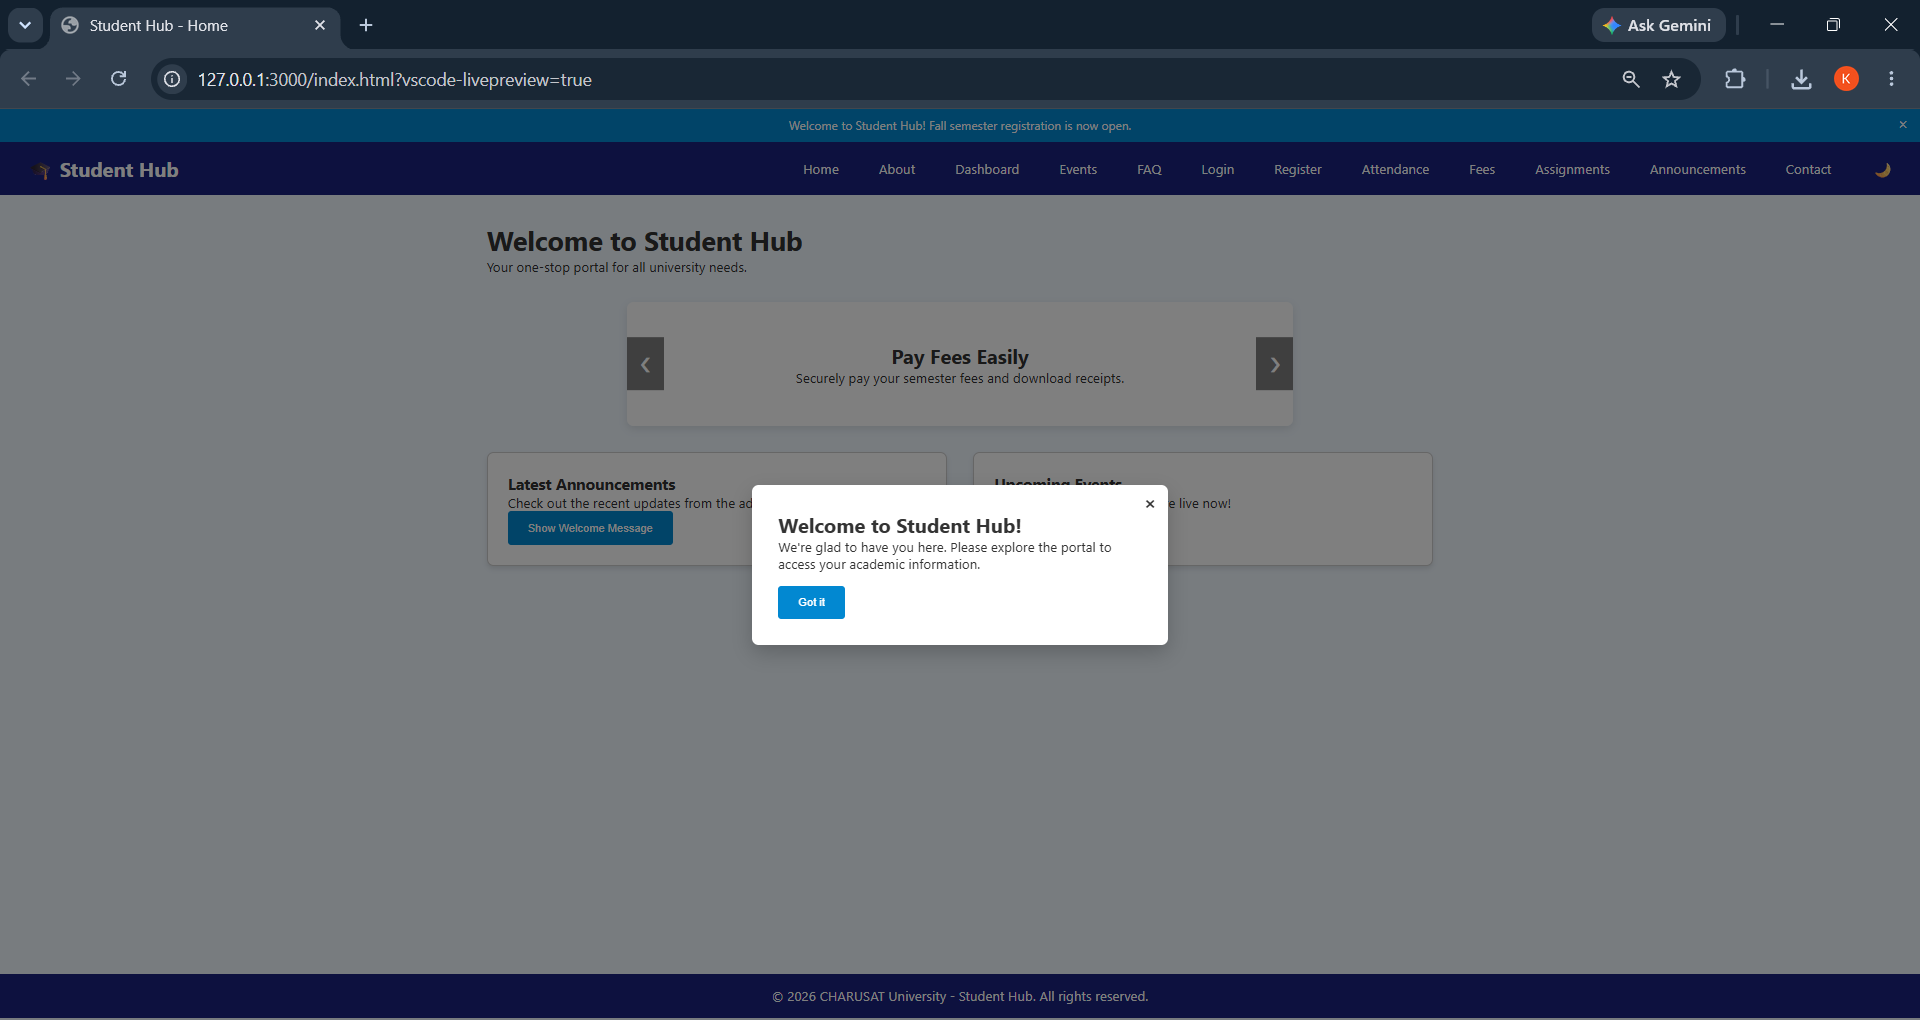 Student Hub - Home
Ask Gemini
127.0.0.1:3000/index.html?vscode-livepreview=true
K
Welcome to Student Hub! Fall semester registration is now open.
Student Hub
Home
About
Dashboard
Events
FAQ
Login
Register
Attendance
Fees
Assignments
Announcements
Contact
Welcome to Student Hub
Your one-stop portal for all university needs.
Pay Fees Easily
Securely pay your semester fees and download receipts.
Latest Announcements
Check out the recent updates from the
Show Welcome Message
Upcoming Events
live now!
Welcome to Student Hub!
We're glad to have you here. Please explore the portal to
access your academic information.
Got it
© 2026 CHARUSAT University - Student Hub. All rights reserved.